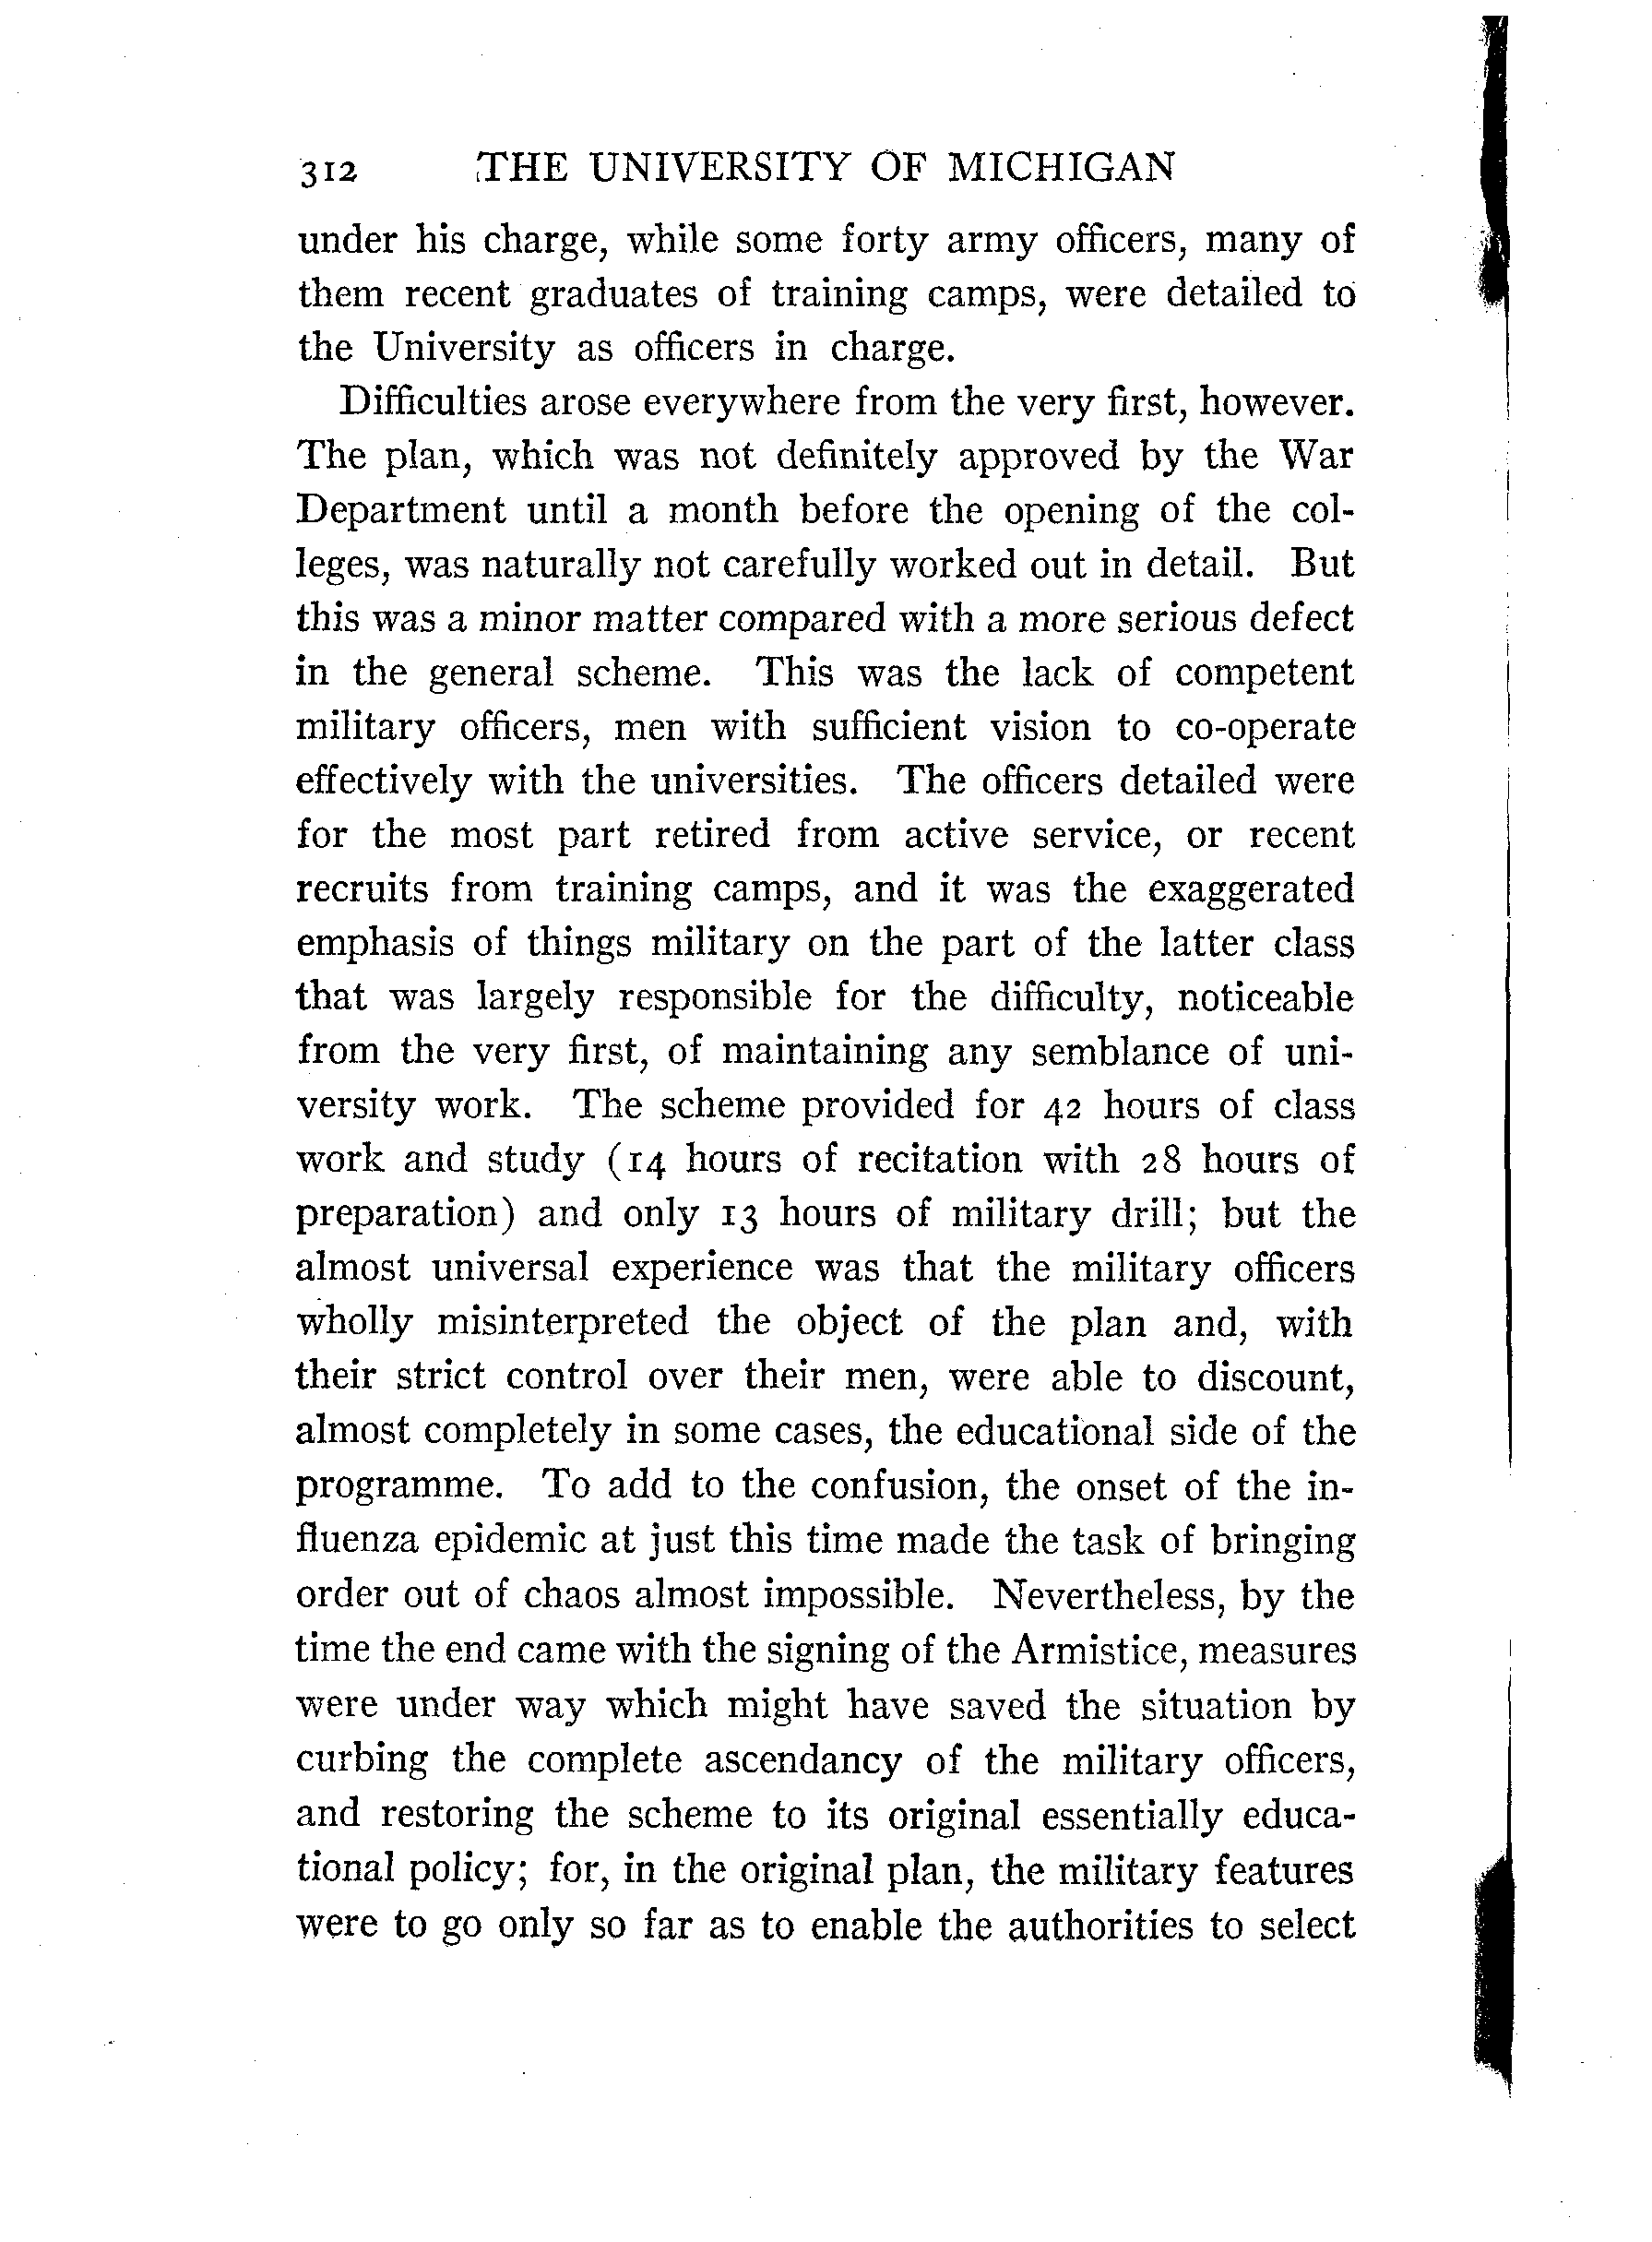 312 THE UNIVERSITY OF MICHIGAN
under his charge, while some forty army officers, many of
them recent graduates of training camps, were detailed to
the University as officers in charge.
Difficulties arose everywhere from the very first, however.
The plan, which was not definitely approved by the War
Department until a month before the opening of the col-
leges, was naturally not carefully worked out in detail. But
this was a minor matter compared with a more serious defect
in the general scheme. This was the lack of competent
military officers, men with sufficient vision to co-operate
effectively with the universities. The officers detailed were
for the most part retired from active service, or recent
recruits from training camps, and it was the exaggerated
emphasis of things military on the part of the latter class
that was largely responsible for the difficulty, noticeable
from the very first, of maintaining any semblance of uni-
versity work. The scheme provided for 42 hours of class
work and study (14 hours of recitation with 28 hours of
preparation) and only 13 hours of military drill; but the
almost universal experience was that the military officers
wholly misinterpreted the object of the plan and, with
their strict control over their men, were able to discount,
almost completely in some cases, the educational side of the
programme. To add to the confusion, the onset of the in-
fluenza epidemic at just this time made the task of bringing
order out of chaos almost impossible. Nevertheless, by the
time the end came with the signing of the Armistice, measures
were under way which might have saved the situation by
curbing the complete ascendancy of the military officers,
and restoring the scheme to its original essentially educa-
tional policy; for, in the original plan, the military features
were to go only so far as to enable the authorities to select